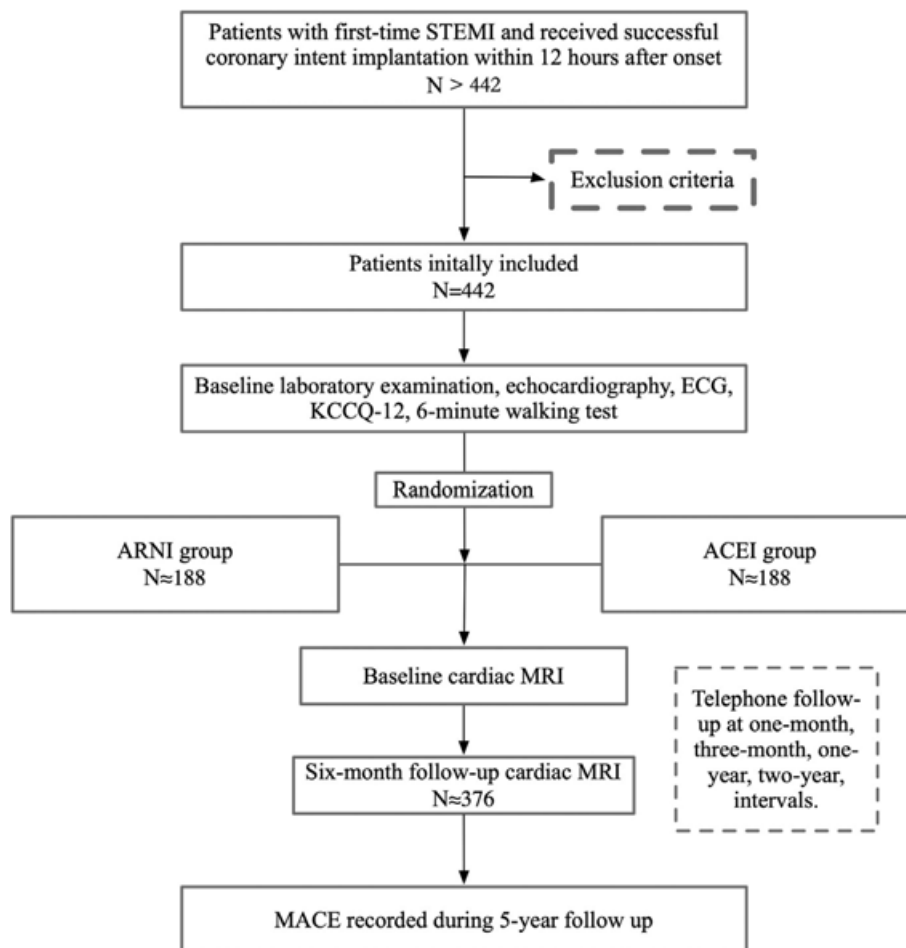 Patients with first-time STEMI and received successful
coronary intent implantation within 12 hours after onset
N > 442
Exclusion criteria
Patients initally included
N=442
Baseline laboratory examination, echocardiography, ECG,
KCCQ-12, 6-minute walking test
Randomization
ARNI group
N≈188
ACEI group
N≈188
Baseline cardiac MRI
Telephone follow-
up at one-month,
three-month, one-
year, two-year,
intervals.
Six-month follow-up cardiac MRI
N≈376
MACE recorded during 5-year follow up